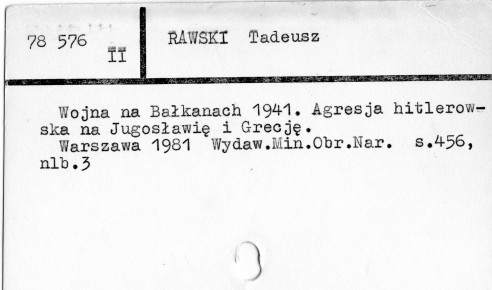 78 576
II
RAWSKI Tadeusz
Wojna na Bałkanach 1941. Agresja hitlerow-
ska na Jugosławię i Grecję.
Warszawa 1981 Wydaw.Min.Obr.Nar. s.456,
nlb.3